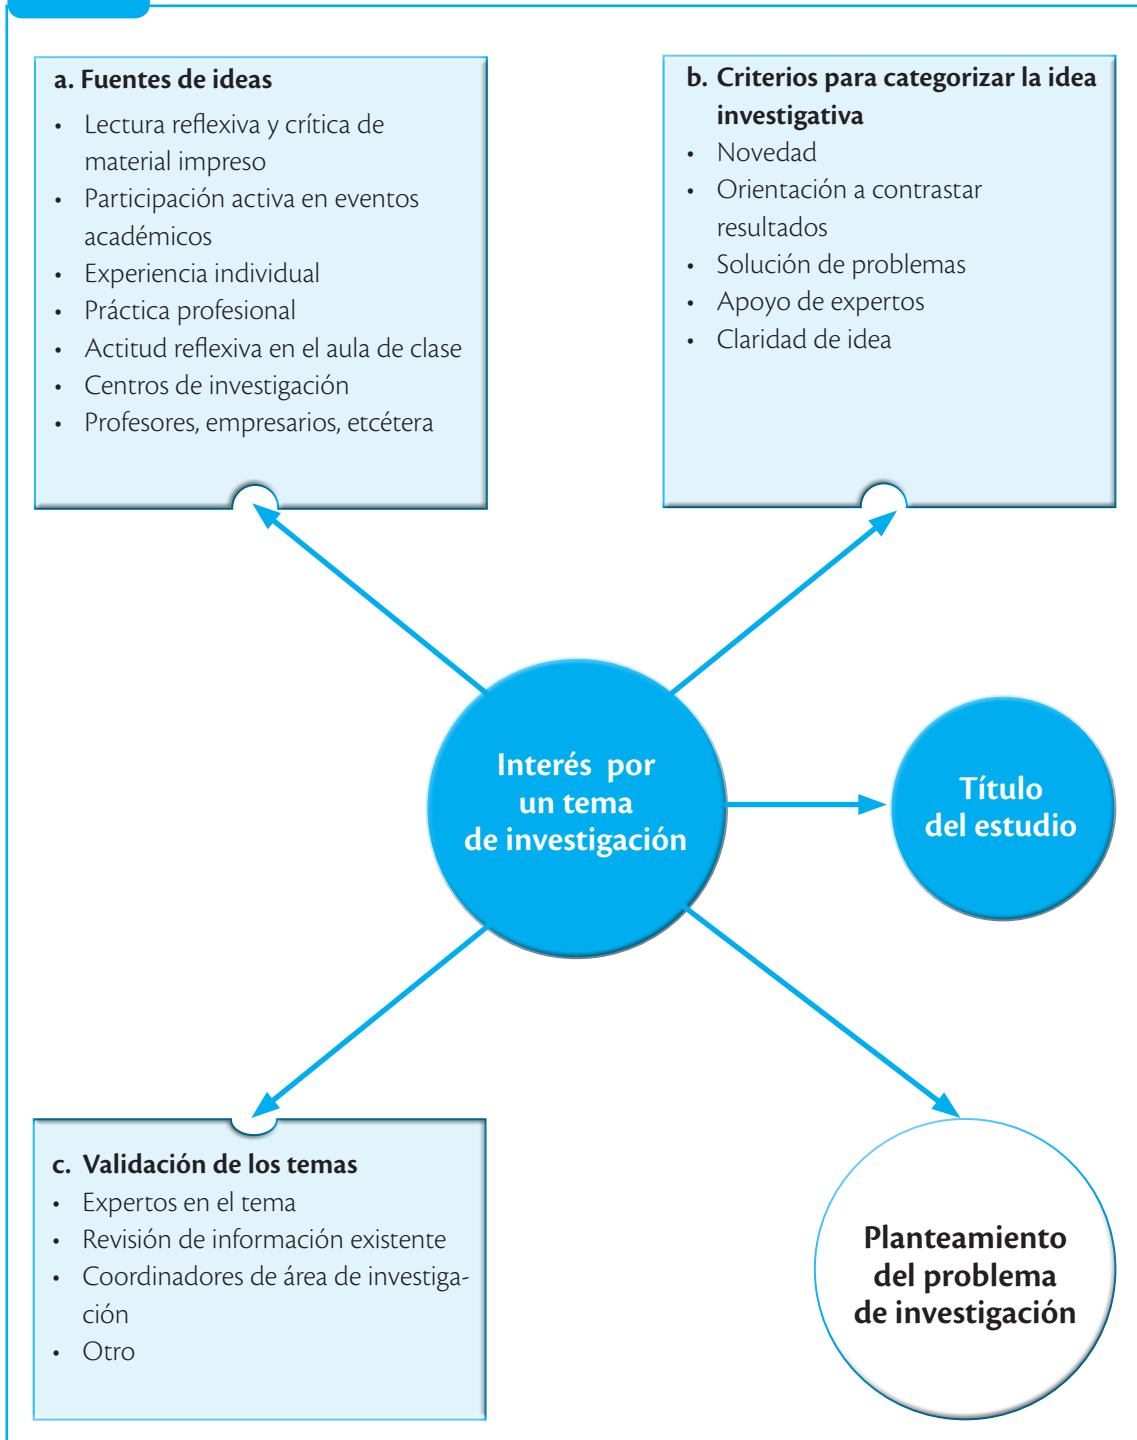 a. Fuentes de ideas
• Lectura reflexiva y crítica de
material impreso
• Participación activa en eventos
académicos
• Experiencia individual
• Práctica profesional
• Actitud reflexiva en el aula de clase
• Centros de investigación
• Profesores, empresarios, etcétera
b. Criterios para categorizar la idea
investigativa
• Novedad
• Orientación a contrastar
resultados
• Solución de problemas
• Apoyo de expertos
• Claridad de idea
Interés por
un tema
de investigación
Título
del estudio
c. Validación de los temas
• Expertos en el tema
• Revisión de información existente
• Coordinadores de área de investiga-
ción
• Otro
Planteamiento
del problema
de investigación